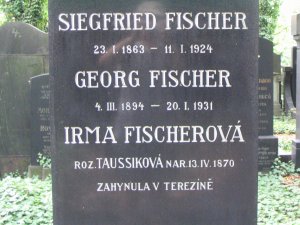 SIEGFRIED FISCHER
23. I. 1863 – 11. I. 1924
GEORG FISCHER
4. III. 1894 – 20. I. 1931
IRMA FISCHEROVÁ
ROZ. TAUSSIKOVÁ NAR. 13. IV. 1870
ZAHYNULA V TEREZÍNĚ